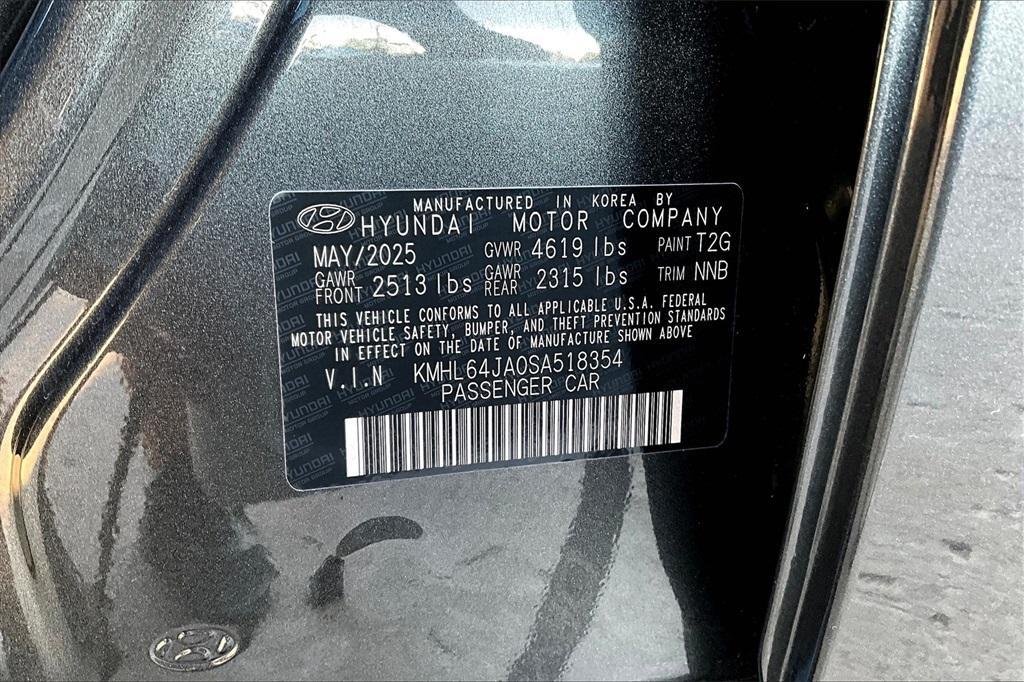 MANUFACTURED IN KOREA BY
HYUNDAI MOTOR COMPANY
MAY/2025 GVWR 4619 lbs PAINT T2G
GAWR FRONT 2513 lbs GAWR REAR 2315 lbs TRIM NNB
THIS VEHICLE CONFORMS TO ALL APPLICABLE U.S.A. FEDERAL
MOTOR VEHICLE SAFETY, BUMPER, AND THEFT PREVENTION STANDARDS
IN EFFECT ON THE DATE OF MANUFACTURE SHOWN ABOVE
V.I.N KMHL64JA0SA518354
PASSENGER CAR